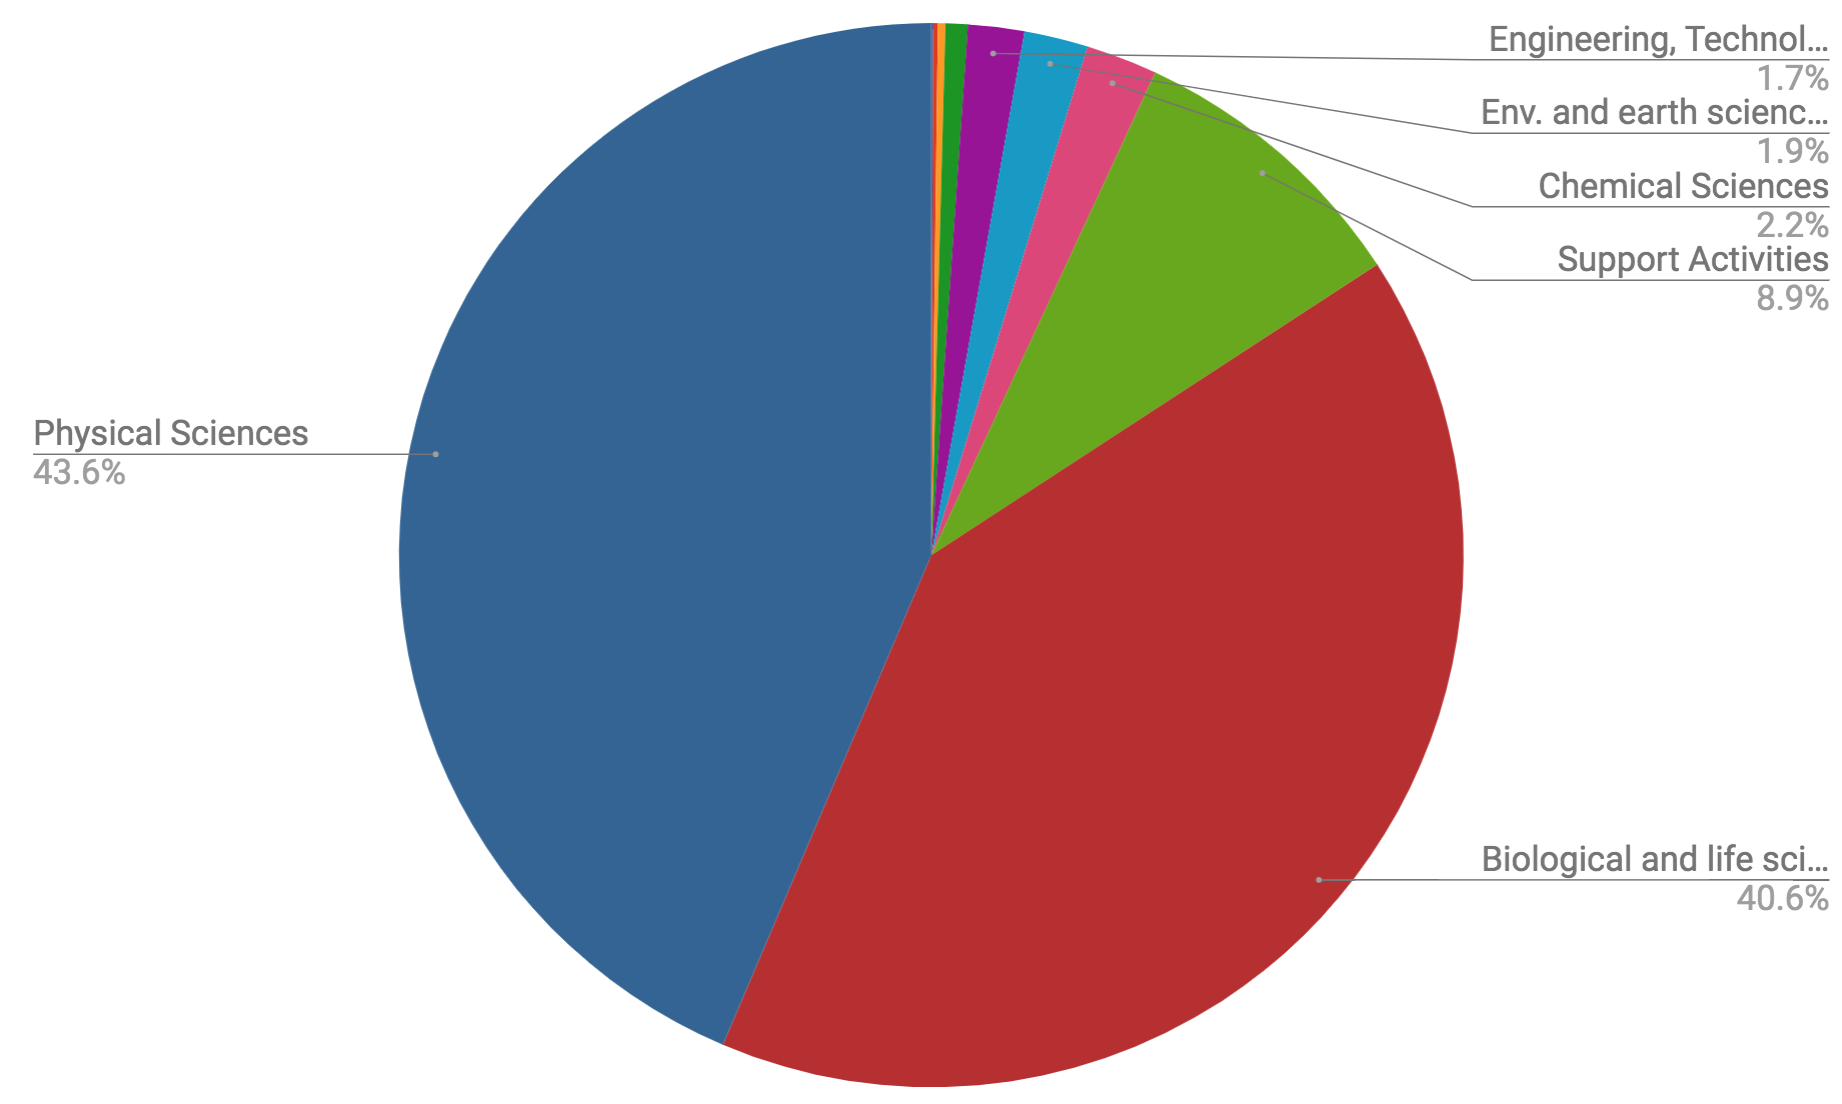 Engineering, Technol...
1.7%
Env. and earth scienc...
1.9%
Chemical Sciences
2.2%
Support Activities
8.9%
Physical Sciences
43.6%
Biological and life sci...
40.6%